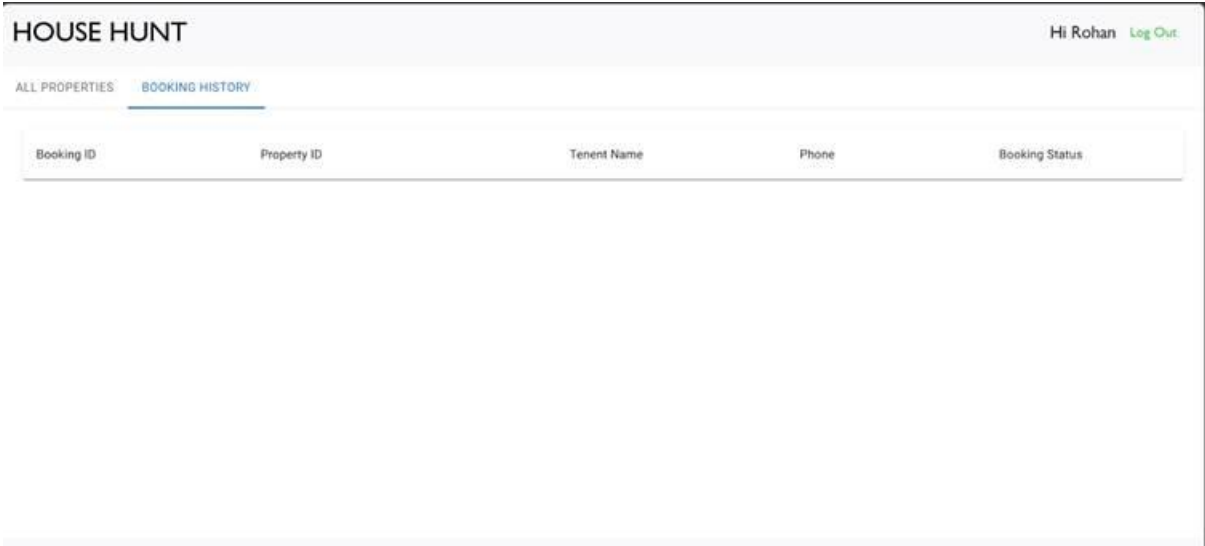 HOUSE HUNT Hi Rohan Log Out
ALL PROPERTIES BOOKING HISTORY
Booking ID Property ID Tenent Name Phone Booking Status